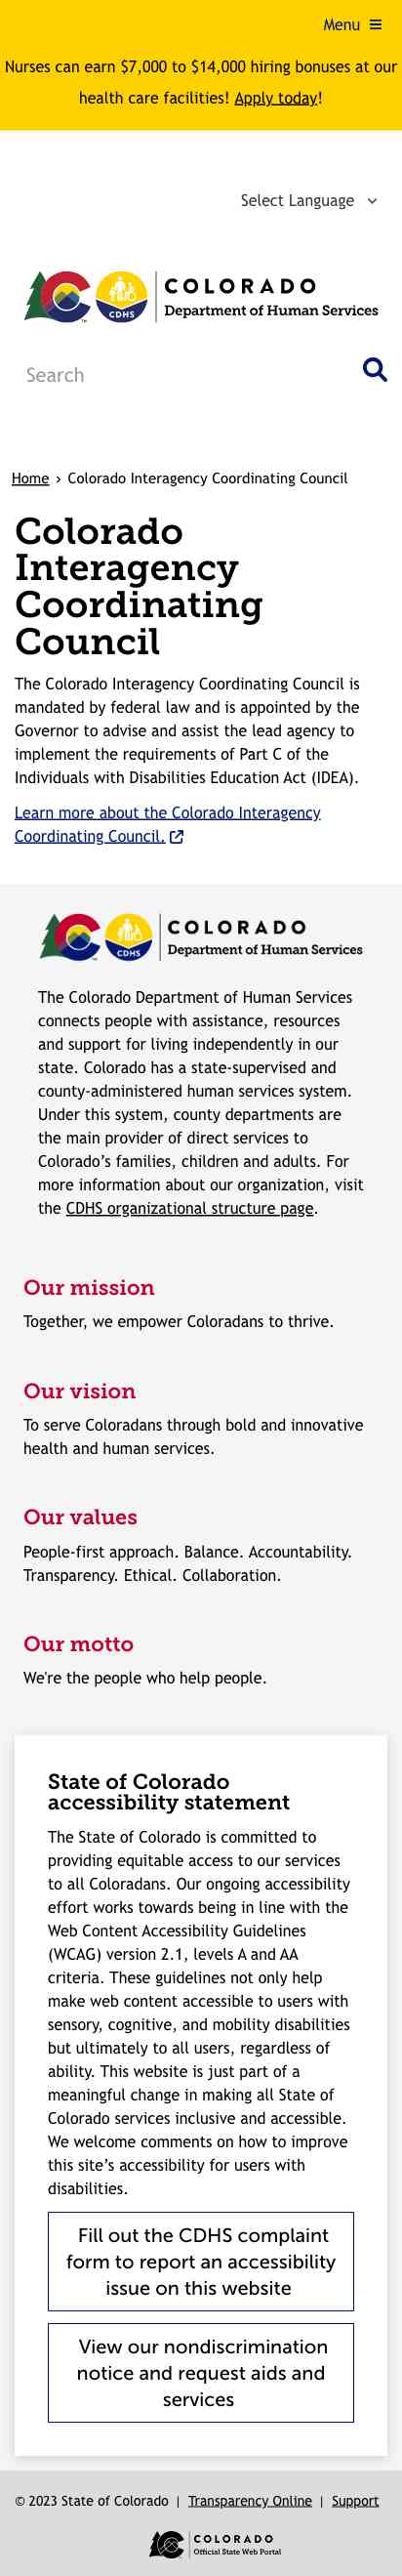 Menu
Nurses can earn $7,000 to $14,000 hiring bonuses at our
health care facilities! Apply today!
Select Language
COLORADO
Department of Human Services
CDHS
TM
Search
Home › Colorado Interagency Coordinating Council
Colorado
Interagency
Coordinating
Council
The Colorado Interagency Coordinating Council is
mandated by federal law and is appointed by the
Governor to advise and assist the lead agency to
implement the requirements of Part C of the
Individuals with Disabilities Education Act (IDEA).
Learn more about the Colorado Interagency
Coordinating Council.
COLORADO
Department of Human Services
CDHS
The Colorado Department of Human Services
connects people with assistance, resources
and support for living independently in our
state. Colorado has a state-supervised and
county-administered human services system.
Under this system, county departments are
the main provider of direct services to
Colorado’s families, children and adults. For
more information about our organization, visit
the CDHS organizational structure page.
Our mission
Together, we empower Coloradans to thrive.
Our vision
To serve Coloradans through bold and innovative
health and human services.
Our values
People-first approach. Balance. Accountability.
Transparency. Ethical. Collaboration.
Our motto
We're the people who help people.
State of Colorado
accessibility statement
The State of Colorado is committed to
providing equitable access to our services
to all Coloradans. Our ongoing accessibility
effort works towards being in line with the
Web Content Accessibility Guidelines
(WCAG) version 2.1, levels A and AA
criteria. These guidelines not only help
make web content accessible to users with
sensory, cognitive, and mobility disabilities
but ultimately to all users, regardless of
ability. This website is just part of a
meaningful change in making all State of
Colorado services inclusive and accessible.
We welcome comments on how to improve
this site’s accessibility for users with
disabilities.
Fill out the CDHS complaint
form to report an accessibility
issue on this website
View our nondiscrimination
notice and request aids and
services
© 2023 State of Colorado | Transparency Online | Support
COLORADO
Official State Web Portal